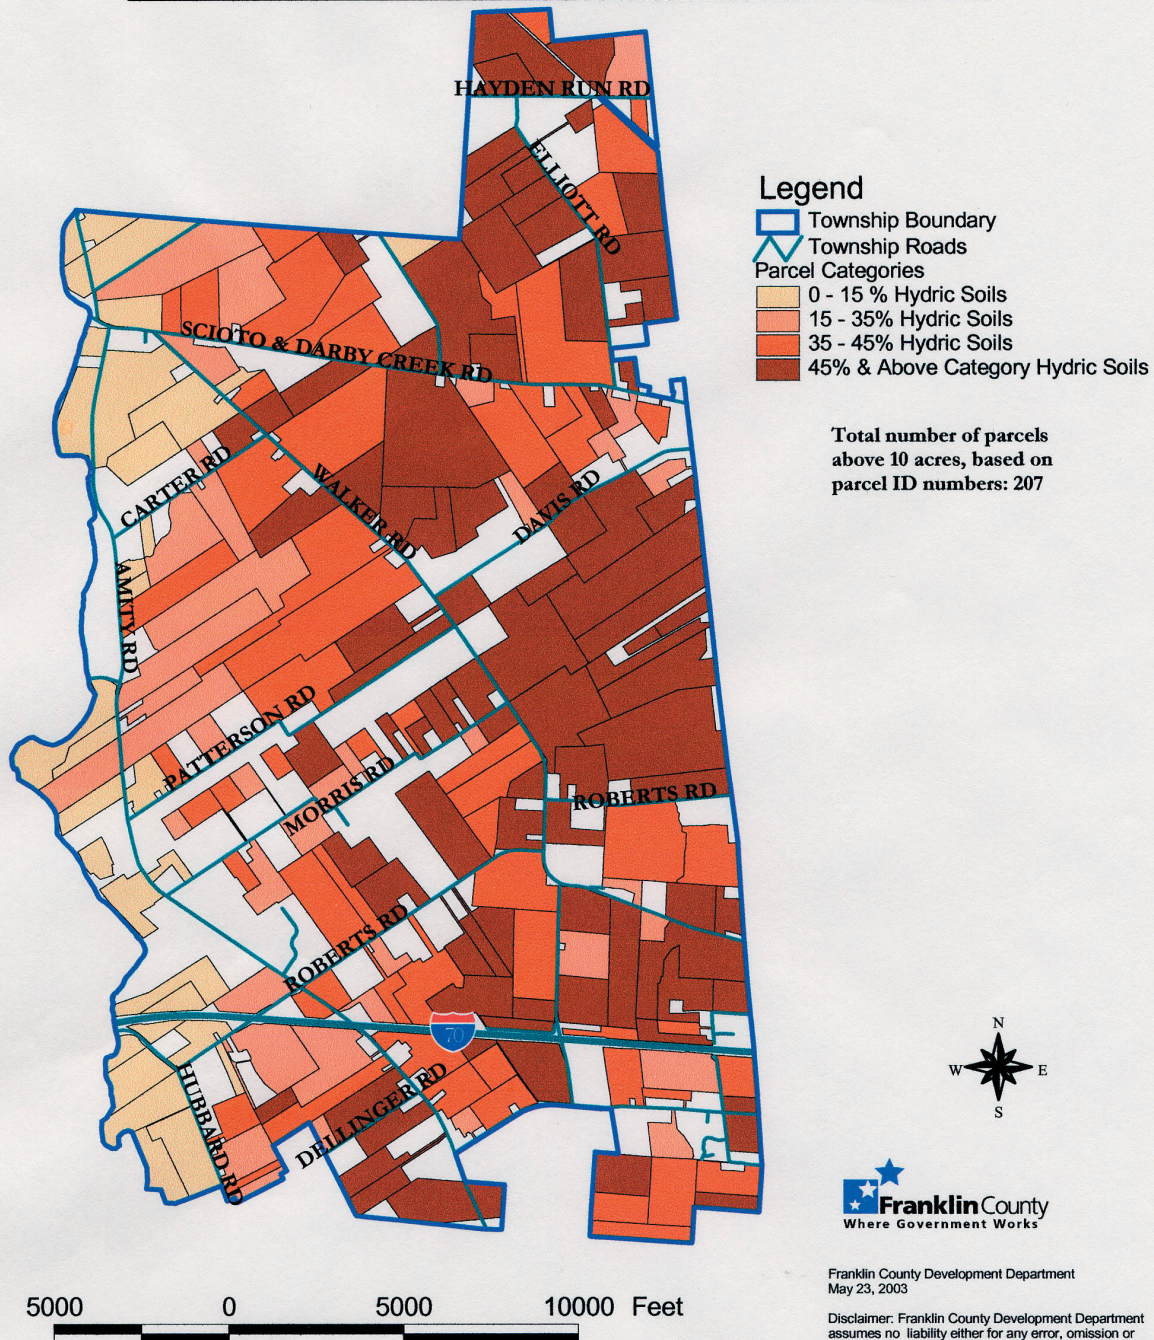 HAYDEN RUN RD
ELLIOTT RD
Legend
Township Boundary
Township Roads
Parcel Categories
0 - 15 % Hydric Soils
15 - 35% Hydric Soils
35 - 45% Hydric Soils
45% & Above Category Hydric Soils
SCIOTO & DARBY CREEK RD
Total number of parcels
above 10 acres, based on
parcel ID numbers: 207
CARTER RD
WALKER RD
DAVIS RD
AMITY RD
PATTERSON RD
MORRIS RD
ROBERTS RD
ROBERTS RD
70
HUBBARD RD
DELLINGER RD
N
W E
S
Franklin County
Where Government Works
Franklin County Development Department
May 23, 2003
Disclaimer: Franklin County Development Department
assumes no liability either for any error, omission or
5000 0 5000 10000 Feet